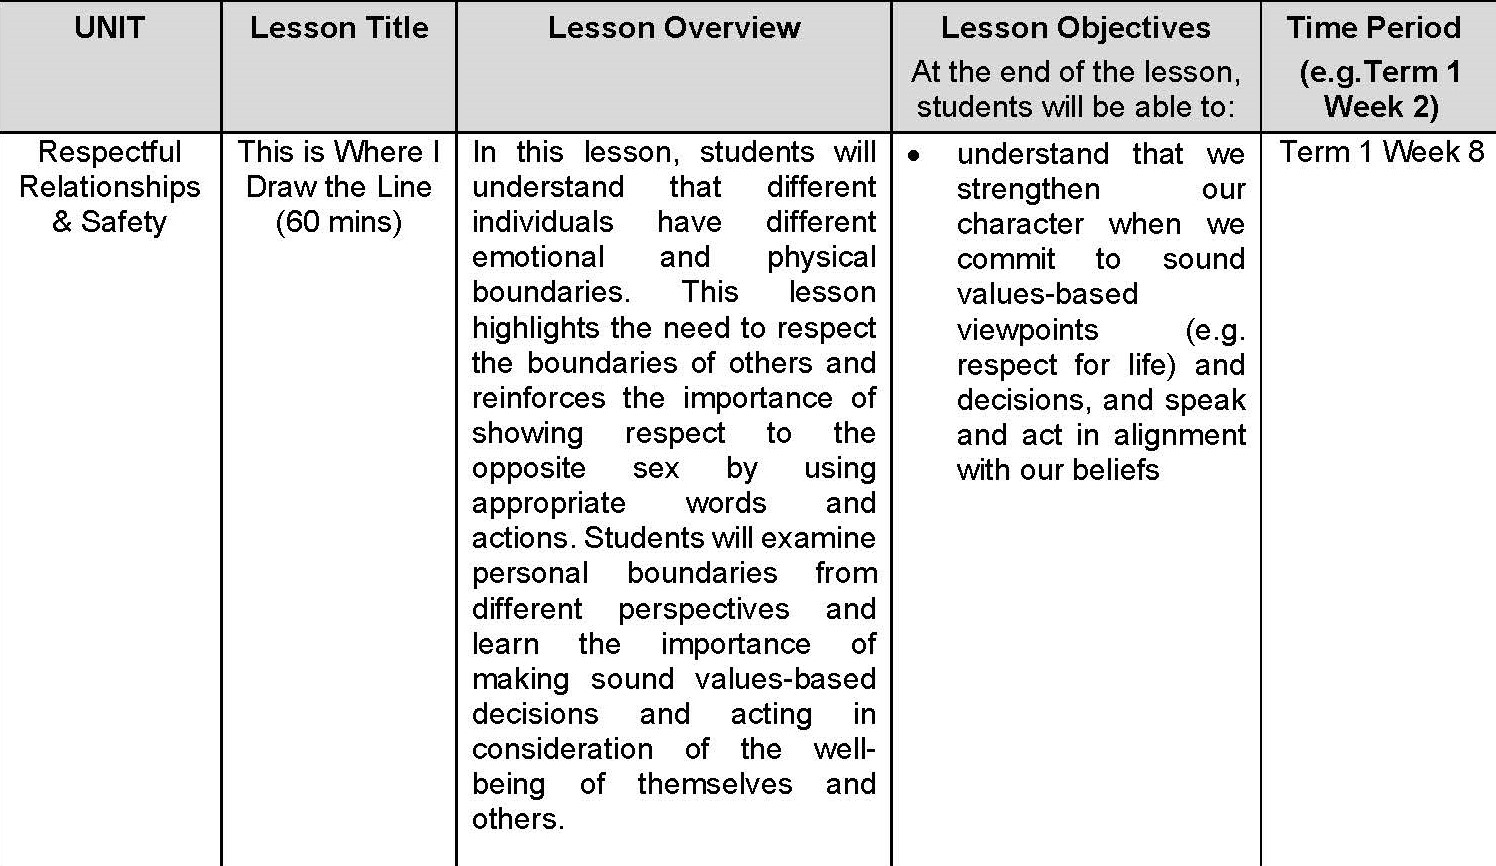 UNIT
Lesson Title
Lesson Overview
Lesson Objectives
At the end of the lesson,
students will be able to:
Time Period
(e.g.Term 1
Week 2)
Respectful
Relationships
& Safety
This is Where I
Draw the Line
(60 mins)
In this lesson, students will
understand that different
individuals have different
emotional and physical
boundaries. This lesson
highlights the need to respect
the boundaries of others and
reinforces the importance of
showing respect to the
opposite sex by using
appropriate words and
actions. Students will examine
personal boundaries from
different perspectives and
learn the importance of
making sound values-based
decisions and acting in
consideration of the well-
being of themselves and
others.
• understand that we
strengthen our
character when we
commit to sound
values-based
viewpoints (e.g.
respect for life) and
decisions, and speak
and act in alignment
with our beliefs
Term 1 Week 8